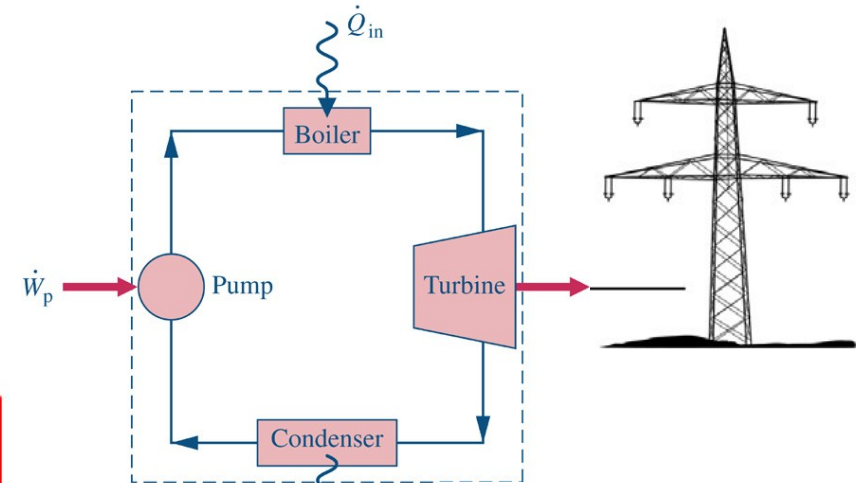 Q̇in
Boiler
Ẇp
Pump
Turbine
Condenser